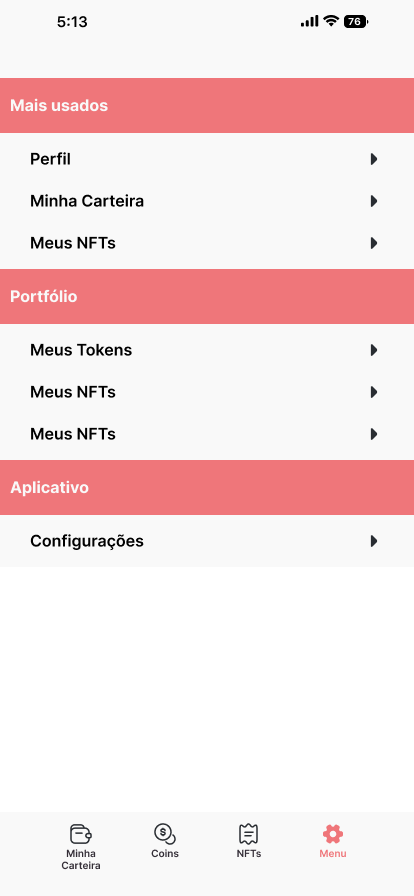 5:13
76
Mais usados
Perfil
Minha Carteira
Meus NFTs
Portfólio
Meus Tokens
Meus NFTs
Meus NFTs
Aplicativo
Configurações
Minha
Carteira
Coins
NFTs
Menu